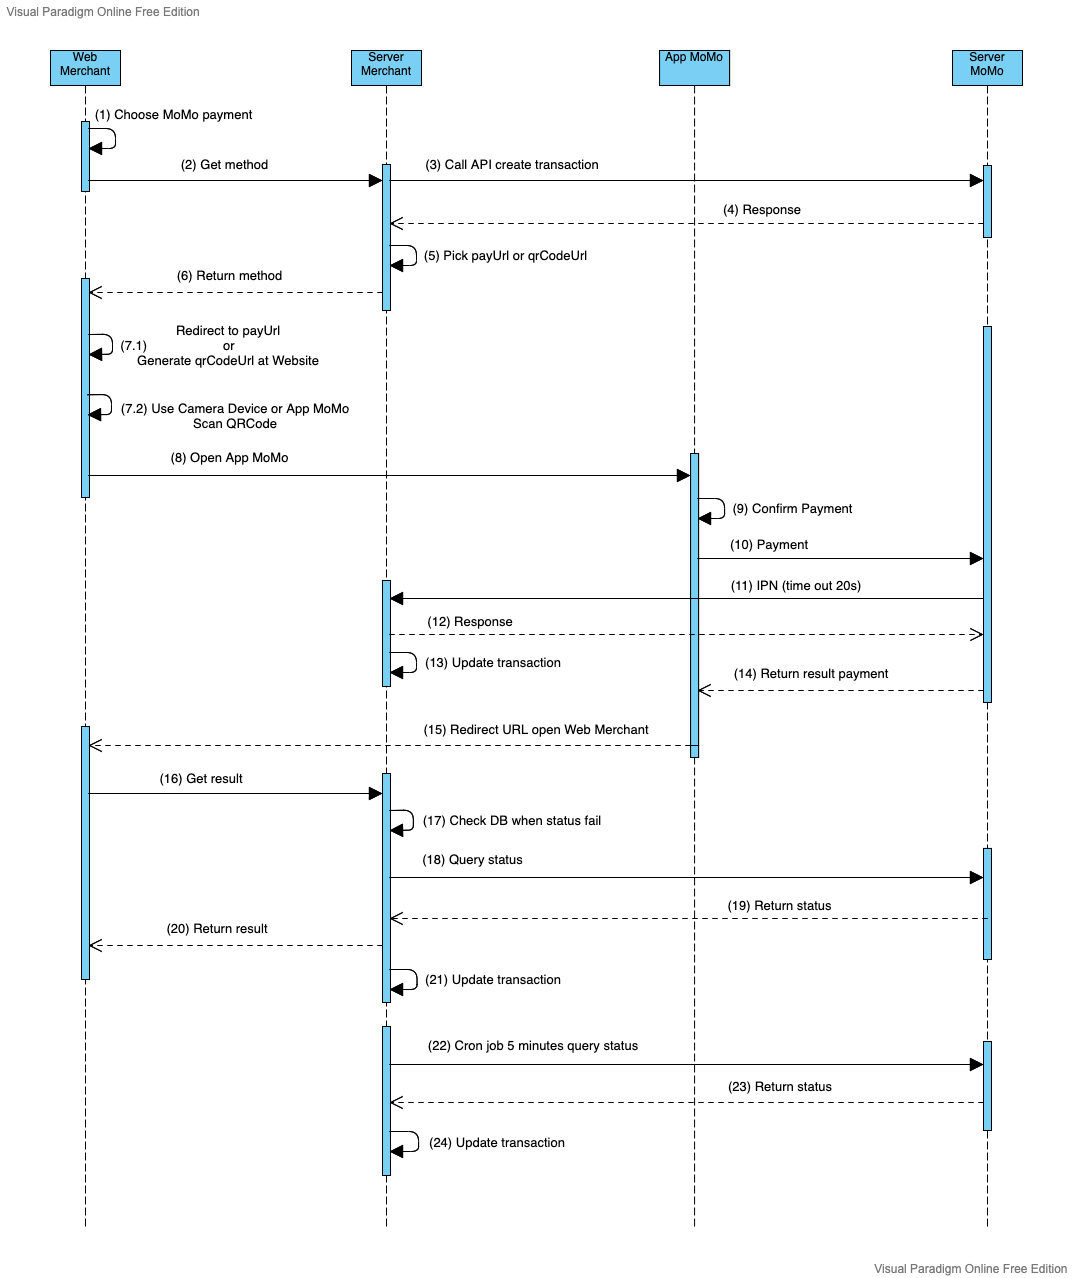 Visual Paradigm Online Free Edition
Web
Merchant
Server
Merchant
App MoMo
Server
MoMo
(1) Choose MoMo payment
(2) Get method
(3) Call API create transaction
(4) Response
(5) Pick payUrl or qrCodeUrl
(6) Return method
Redirect to payUrl
(7.1) or
Generate qrCodeUrl at Website
(7.2) Use Camera Device or App MoMo
Scan QRCode
(8) Open App MoMo
(9) Confirm Payment
(10) Payment
(11) IPN (time out 20s)
(12) Response
(13) Update transaction
(14) Return result payment
(15) Redirect URL open Web Merchant
(16) Get result
(17) Check DB when status fail
(18) Query status
(19) Return status
(20) Return result
(21) Update transaction
(22) Cron job 5 minutes query status
(23) Return status
(24) Update transaction
Visual Paradigm Online Free Edition